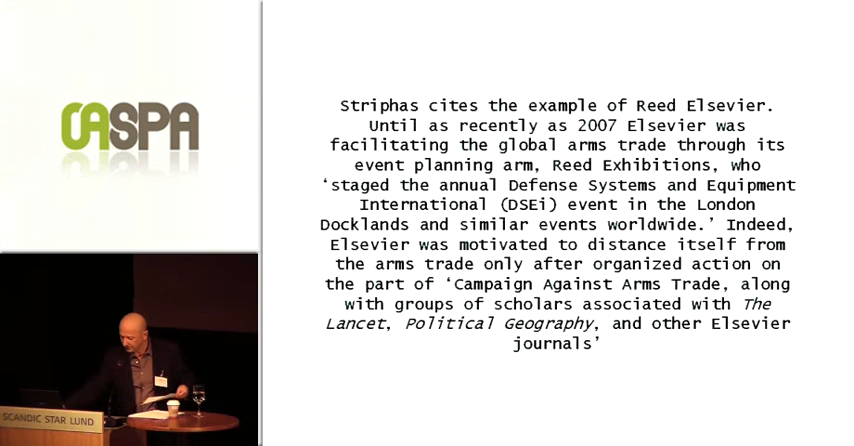 OASPA
Striphas cites the example of Reed Elsevier.
Until as recently as 2007 Elsevier was
facilitating the global arms trade through its
event planning arm, Reed Exhibitions, who
‘staged the annual Defense Systems and Equipment
International (DSEi) event in the London
Docklands and similar events worldwide.’ Indeed,
Elsevier was motivated to distance itself from
the arms trade only after organized action on
the part of ‘Campaign Against Arms Trade, along
with groups of scholars associated with The
Lancet, Political Geography, and other Elsevier
journals’
SCANDIC STAR LUND